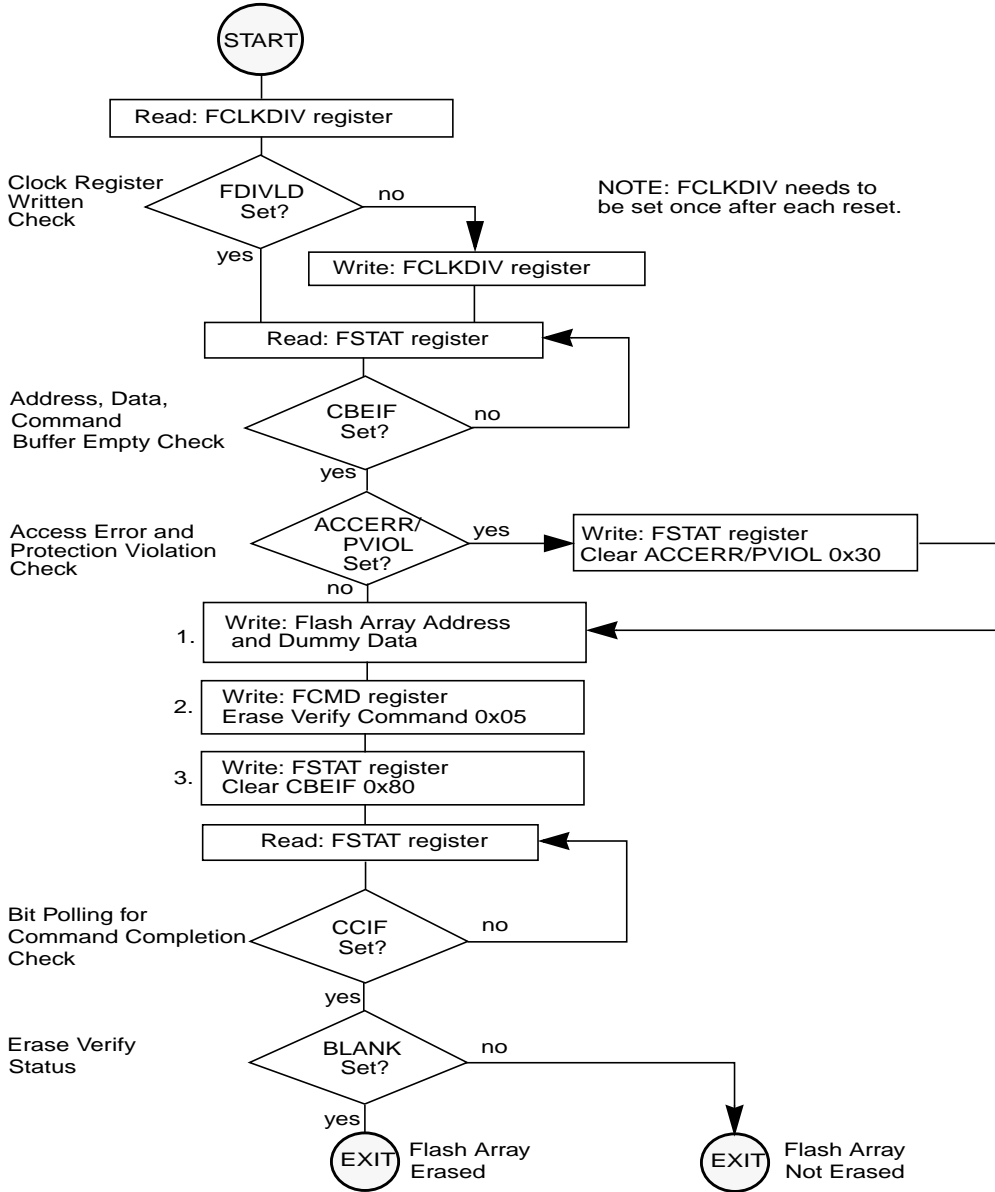 START
Read: FCLKDIV register
Clock Register
Written
Check
FDIVLD
Set?
no
NOTE: FCLKDIV needs to
be set once after each reset.
yes
Write: FCLKDIV register
Read: FSTAT register
Address, Data,
Command
Buffer Empty Check
CBEIF
Set?
no
yes
Access Error and
Protection Violation
Check
ACCERR/
PVIOL
Set?
yes
Write: FSTAT register
Clear ACCERR/PVIOL 0x30
no
1.
Write: Flash Array Address
and Dummy Data
2.
Write: FCMD register
Erase Verify Command 0x05
3.
Write: FSTAT register
Clear CBEIF 0x80
Read: FSTAT register
Bit Polling for
Command Completion
Check
CCIF
Set?
no
yes
Erase Verify
Status
BLANK
Set?
no
yes
EXIT
Flash Array
Erased
EXIT
Flash Array
Not Erased